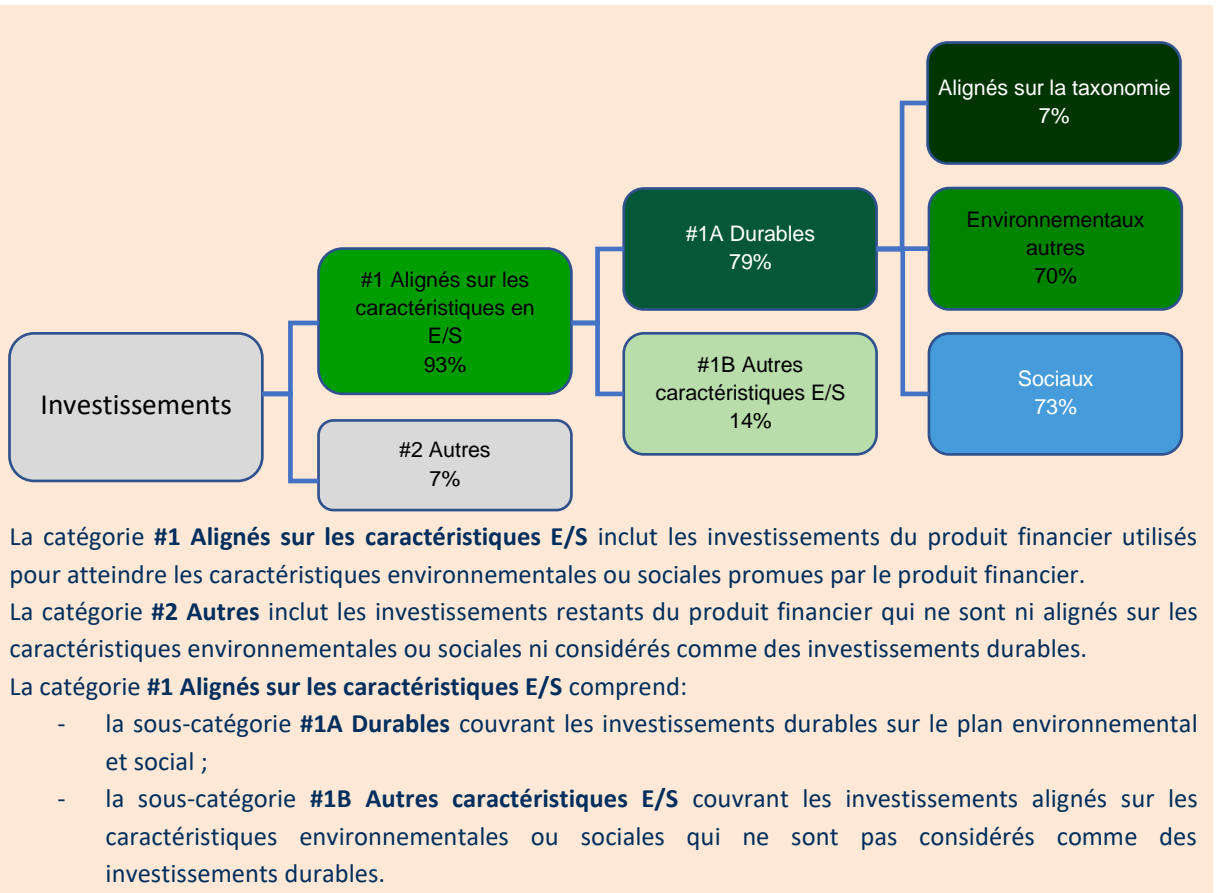 Investissements
#1 Alignés sur les
caractéristiques en
E/S
93%
#2 Autres
7%
#1A Durables
79%
#1B Autres
caractéristiques E/S
14%
Alignés sur la taxonomie
7%
Environnementaux
autres
70%
Sociaux
73%
La catégorie #1 Alignés sur les caractéristiques E/S inclut les investissements du produit financier utilisés
pour atteindre les caractéristiques environnementales ou sociales promues par le produit financier.
La catégorie #2 Autres inclut les investissements restants du produit financier qui ne sont ni alignés sur les
caractéristiques environnementales ou sociales ni considérés comme des investissements durables.
La catégorie #1 Alignés sur les caractéristiques E/S comprend:
- la sous-catégorie #1A Durables couvrant les investissements durables sur le plan environnemental
et social ;
- la sous-catégorie #1B Autres caractéristiques E/S couvrant les investissements alignés sur les
caractéristiques environnementales ou sociales qui ne sont pas considérés comme des
investissements durables.